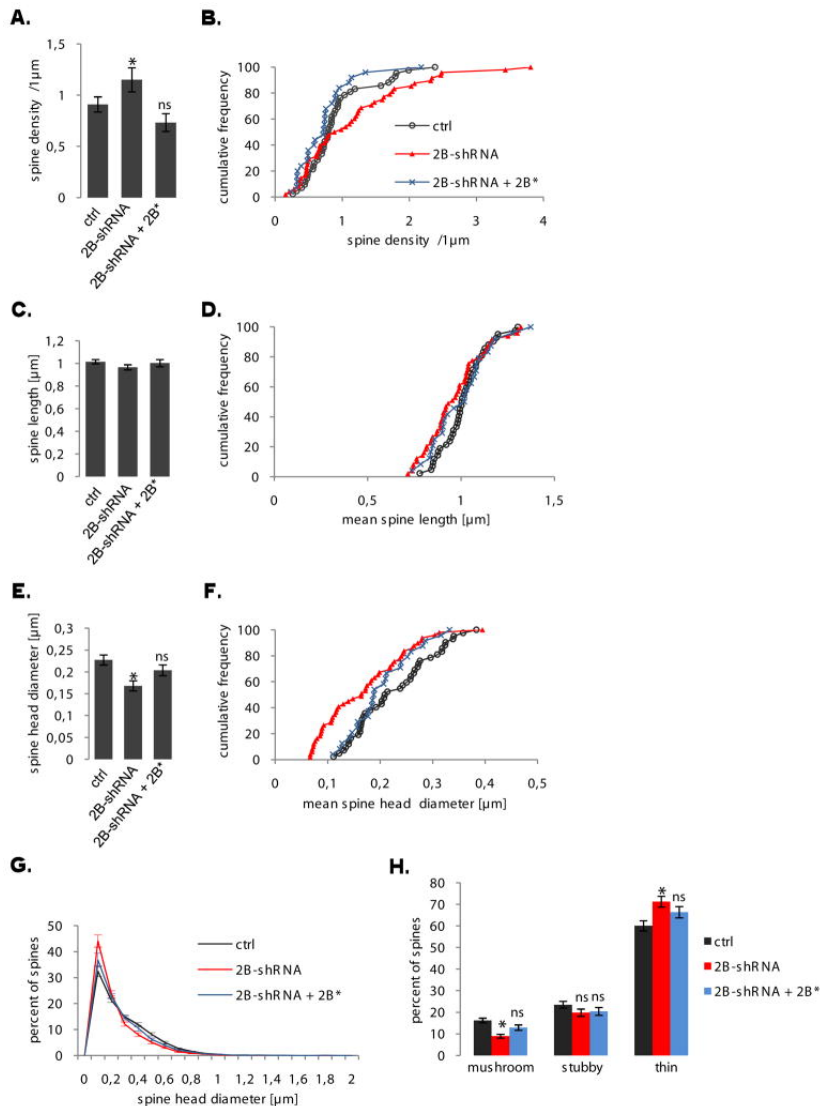 A.
spine density /1µm
1,5
1
0,5
0
*
ns
ctrl
2B-shRNA
2B-shRNA + 2B*
B.
cumulative frequency
100
80
60
40
20
0
0
1
2
3
4
spine density /1µm
ctrl
2B-shRNA
2B-shRNA + 2B*
C.
spine length [µm]
1,2
1
0,8
0,6
0,4
0,2
0
ctrl
2B-shRNA
2B-shRNA + 2B*
D.
cumulative frequency
100
80
60
40
20
0
0
0,5
1
1,5
mean spine length [µm]
E.
spine head diameter [µm]
0,3
0,25
0,2
0,15
0,1
0,05
0
*
ns
ctrl
2B-shRNA
2B-shRNA + 2B*
F.
cumulative frequency
100
80
60
40
20
0
0
0,1
0,2
0,3
0,4
0,5
mean spine head diameter [µm]
G.
percent of spines
50
40
30
20
10
0
0 0,2 0,4 0,6 0,8 1 1,2 1,4 1,6 1,8 2
spine head diameter [µm]
ctrl
2B-shRNA
2B-shRNA + 2B*
H.
percent of spines
80
70
60
50
40
30
20
10
0
*
ns
ns ns
*
ns
mushroom stubby thin
ctrl
2B-shRNA
2B-shRNA + 2B*